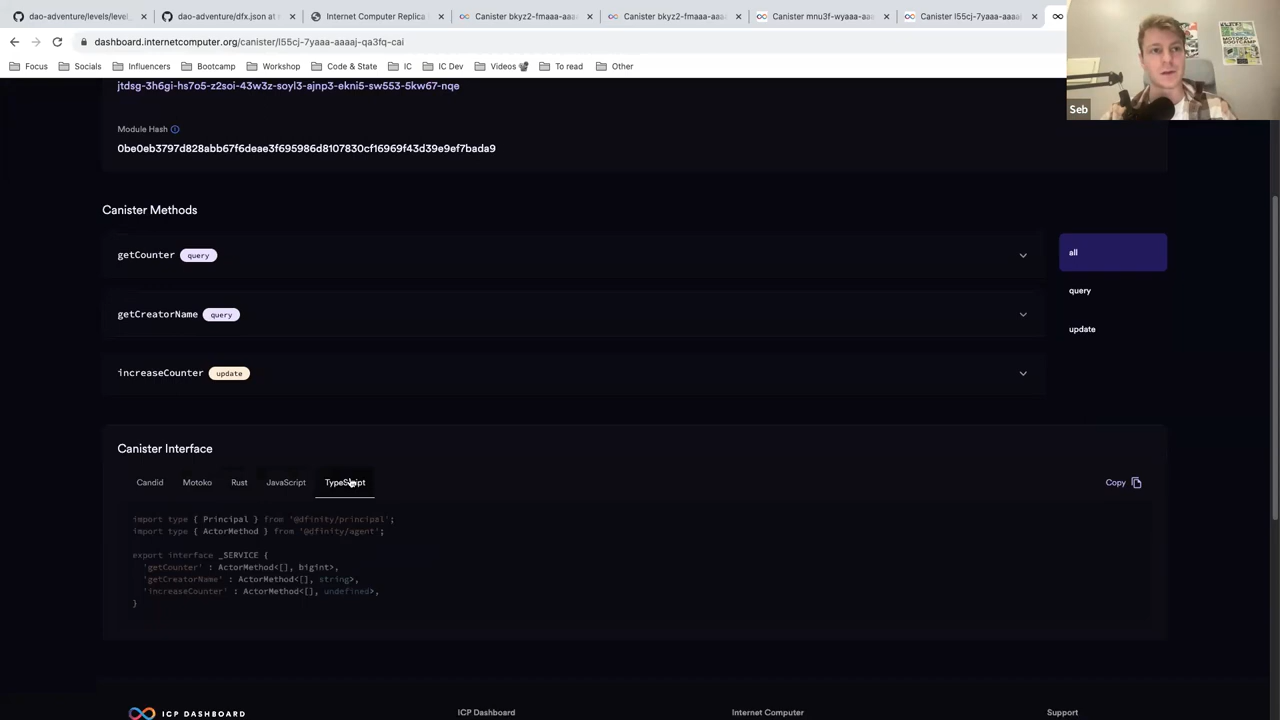 dao-adventure/levels/level_
dao-adventure/dfx.json at
Internet Computer Replica
Canister bkyz2-fmaaa-aaa
Canister bkyz2-fmaaa-aaa
Canister mnu3f-wyaaa-aaa
Canister l55cj-7yaaa-aaaa
dashboard.internetcomputer.org/canister/l55cj-7yaaa-aaaaj-qa3fq-cai
Focus
Socials
Influencers
Bootcamp
Workshop
Code & State
IC
IC Dev
Videos
To read
Other
MOTOKO
BOOTCAMP
Seb
jtdsg-3h6gi-hs7o5-z2soi-43w3z-soyl3-ajnp3-ekni5-sw553-5kw67-nqe
Module Hash
0be0eb3797d828abb67f6deae3f695986d8107830cf16969f43d39e9ef7bada9
Canister Methods
getCounter query
getCreatorName query
increaseCounter update
all
query
update
Canister Interface
Candid Motoko Rust JavaScript TypeScript
Copy
import type { Principal } from '@dfinity/principal';
import type { ActorMethod } from '@dfinity/agent';
export interface _SERVICE {
'getCounter' : ActorMethod<[], bigint>,
'getCreatorName' : ActorMethod<[], string>,
'increaseCounter' : ActorMethod<[], undefined>,
}
ICP DASHBOARD
ICP Dashboard
Internet Computer
Support